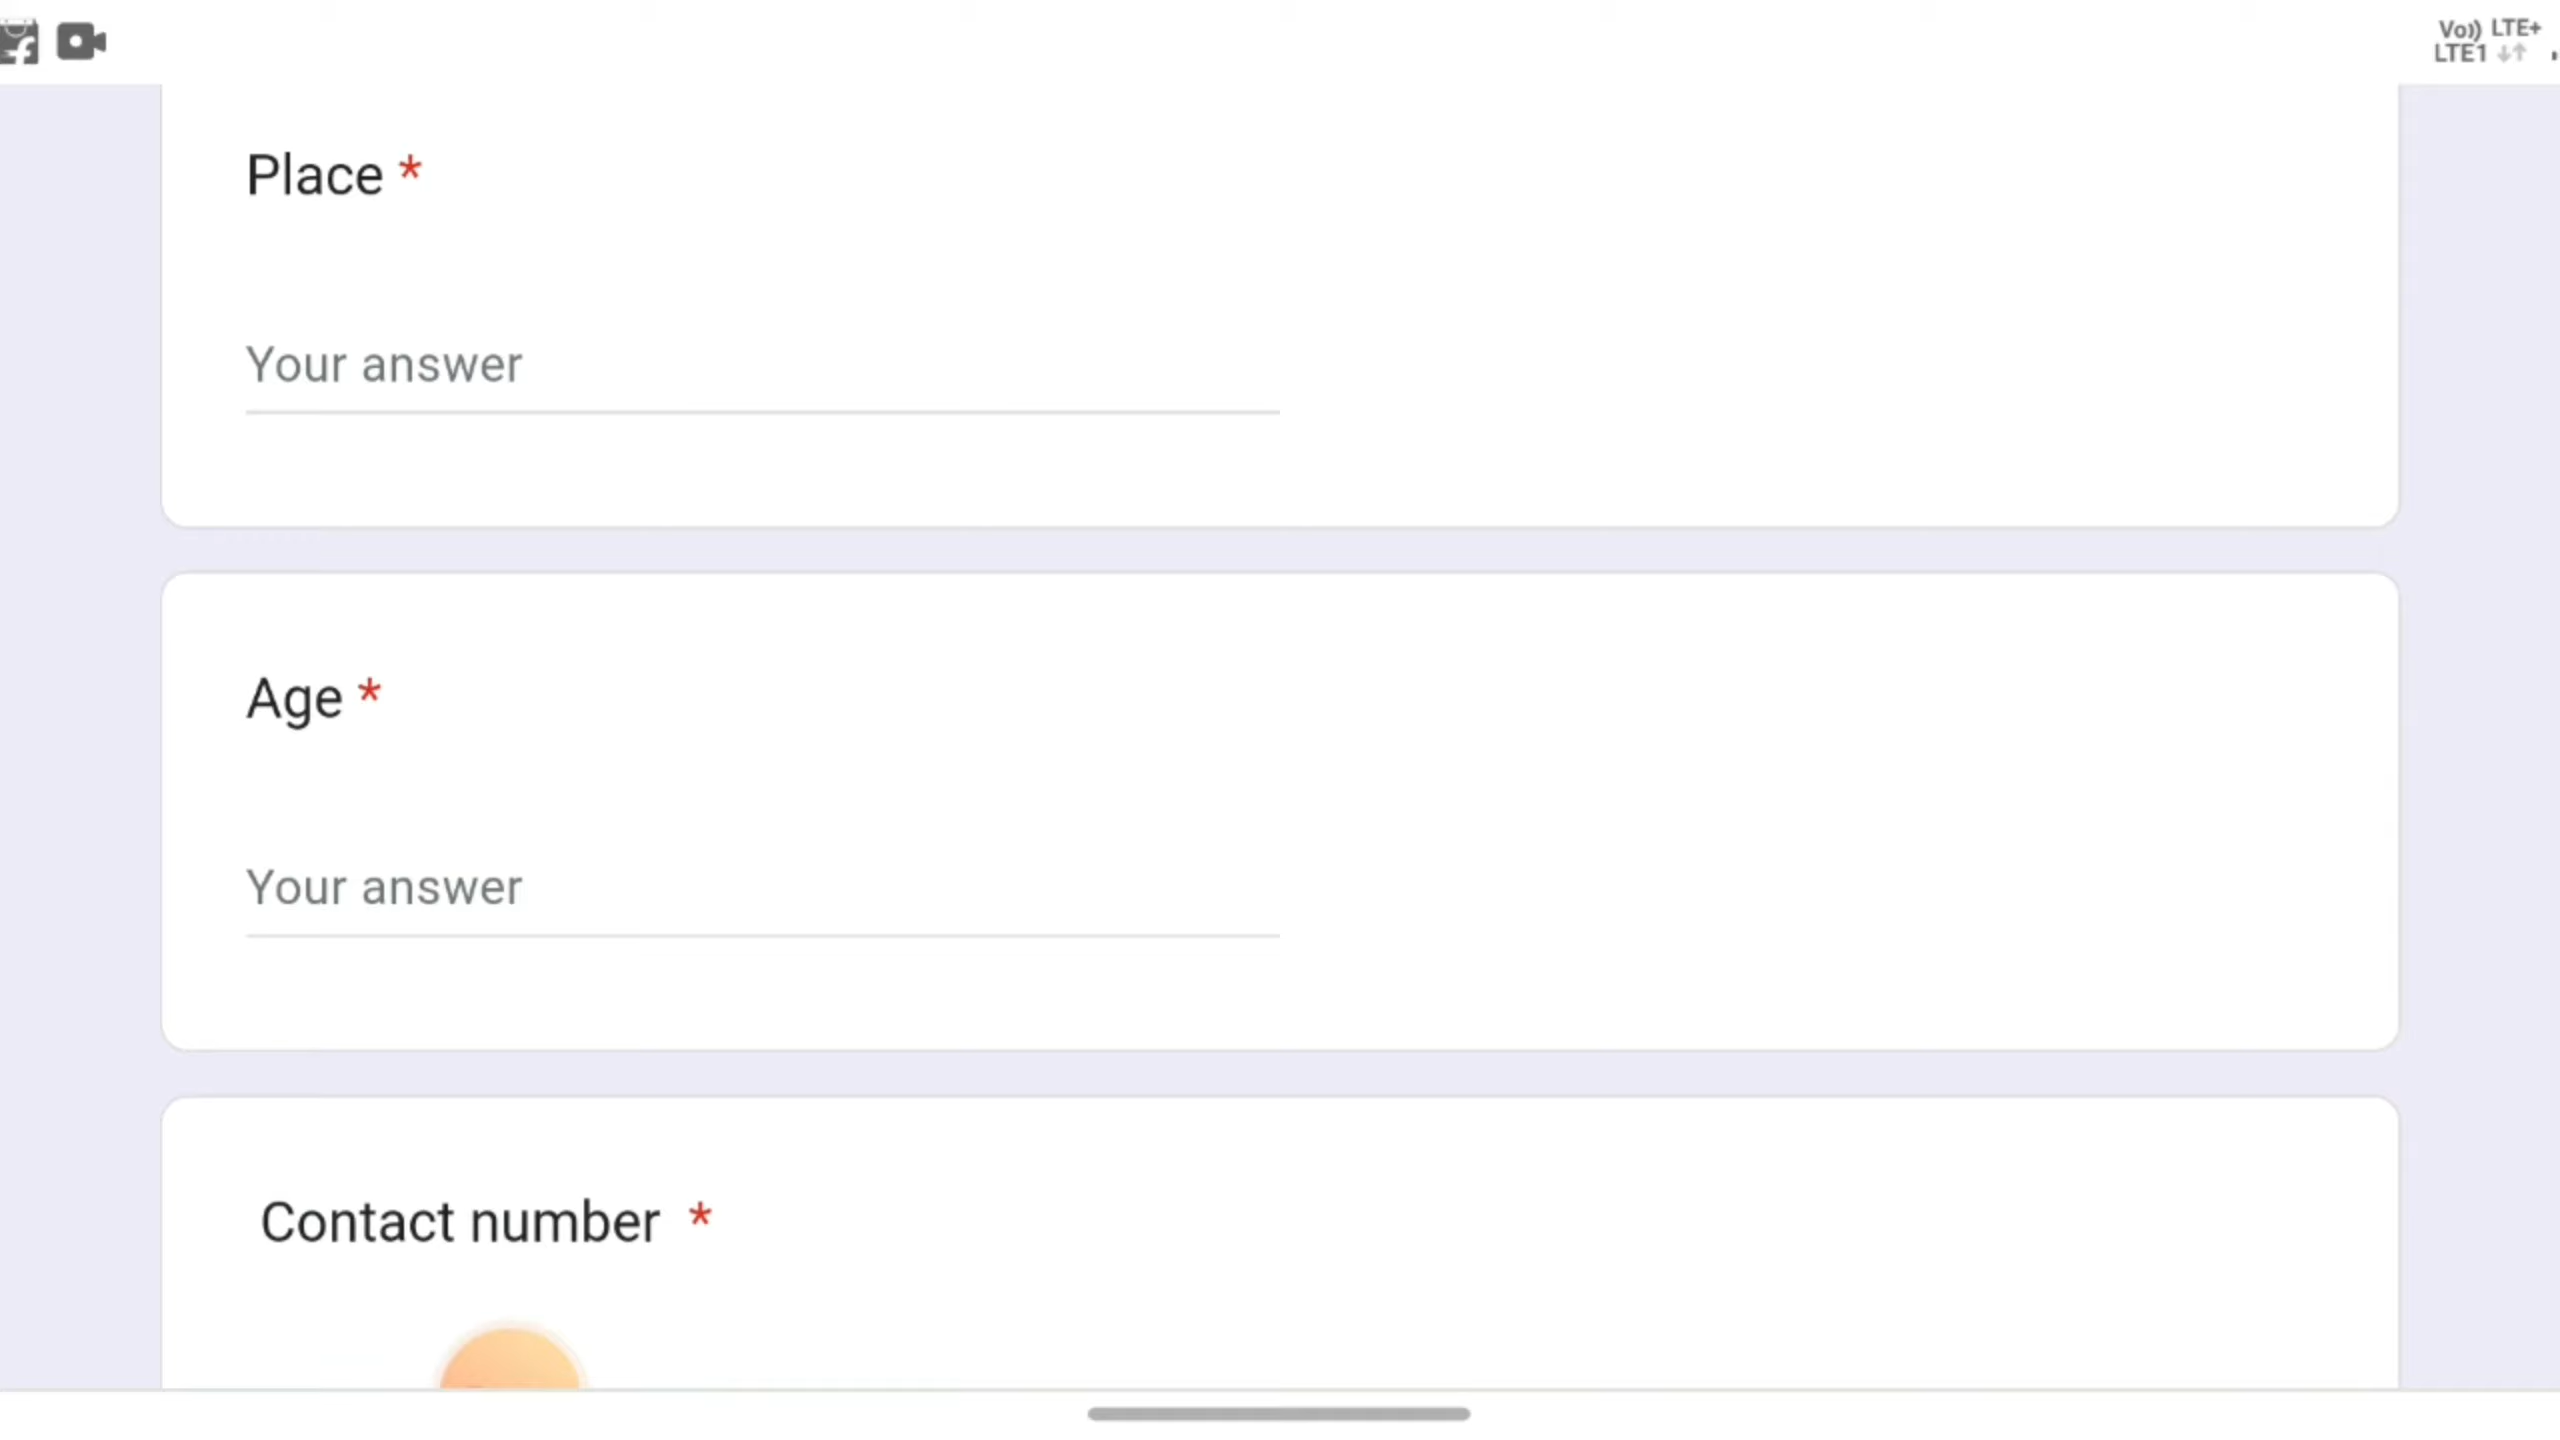 Vo)) LTE+
LTE1 ↓↑
Place *
Your answer
Age *
Your answer
Contact number *